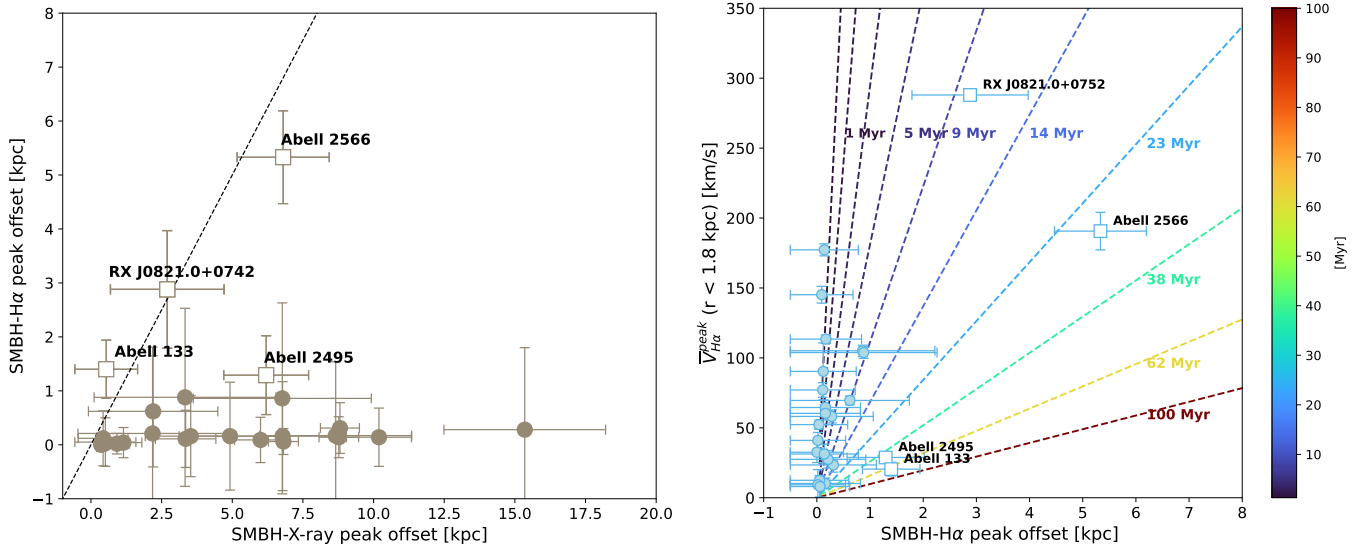 8
7
6
5
4
3
2
1
0
−1
SMBH-Hα peak offset [kpc]
Abell 2566
RX J0821.0+0742
Abell 133
Abell 2495
0.0 2.5 5.0 7.5 10.0 12.5 15.0 17.5 20.0
SMBH-X-ray peak offset [kpc]
350
300
250
200
150
100
50
0
V̅ peak Hα (r < 1.8 kpc) [km/s]
RX J0821.0+0752
1 Myr 5 Myr 9 Myr 14 Myr
23 Myr
Abell 2566
38 Myr
62 Myr
100 Myr
Abell 2495
Abell 133
−1 0 1 2 3 4 5 6 7 8
SMBH-Hα peak offset [kpc]
100
90
80
70
60
50
40
30
20
10
[Myr]